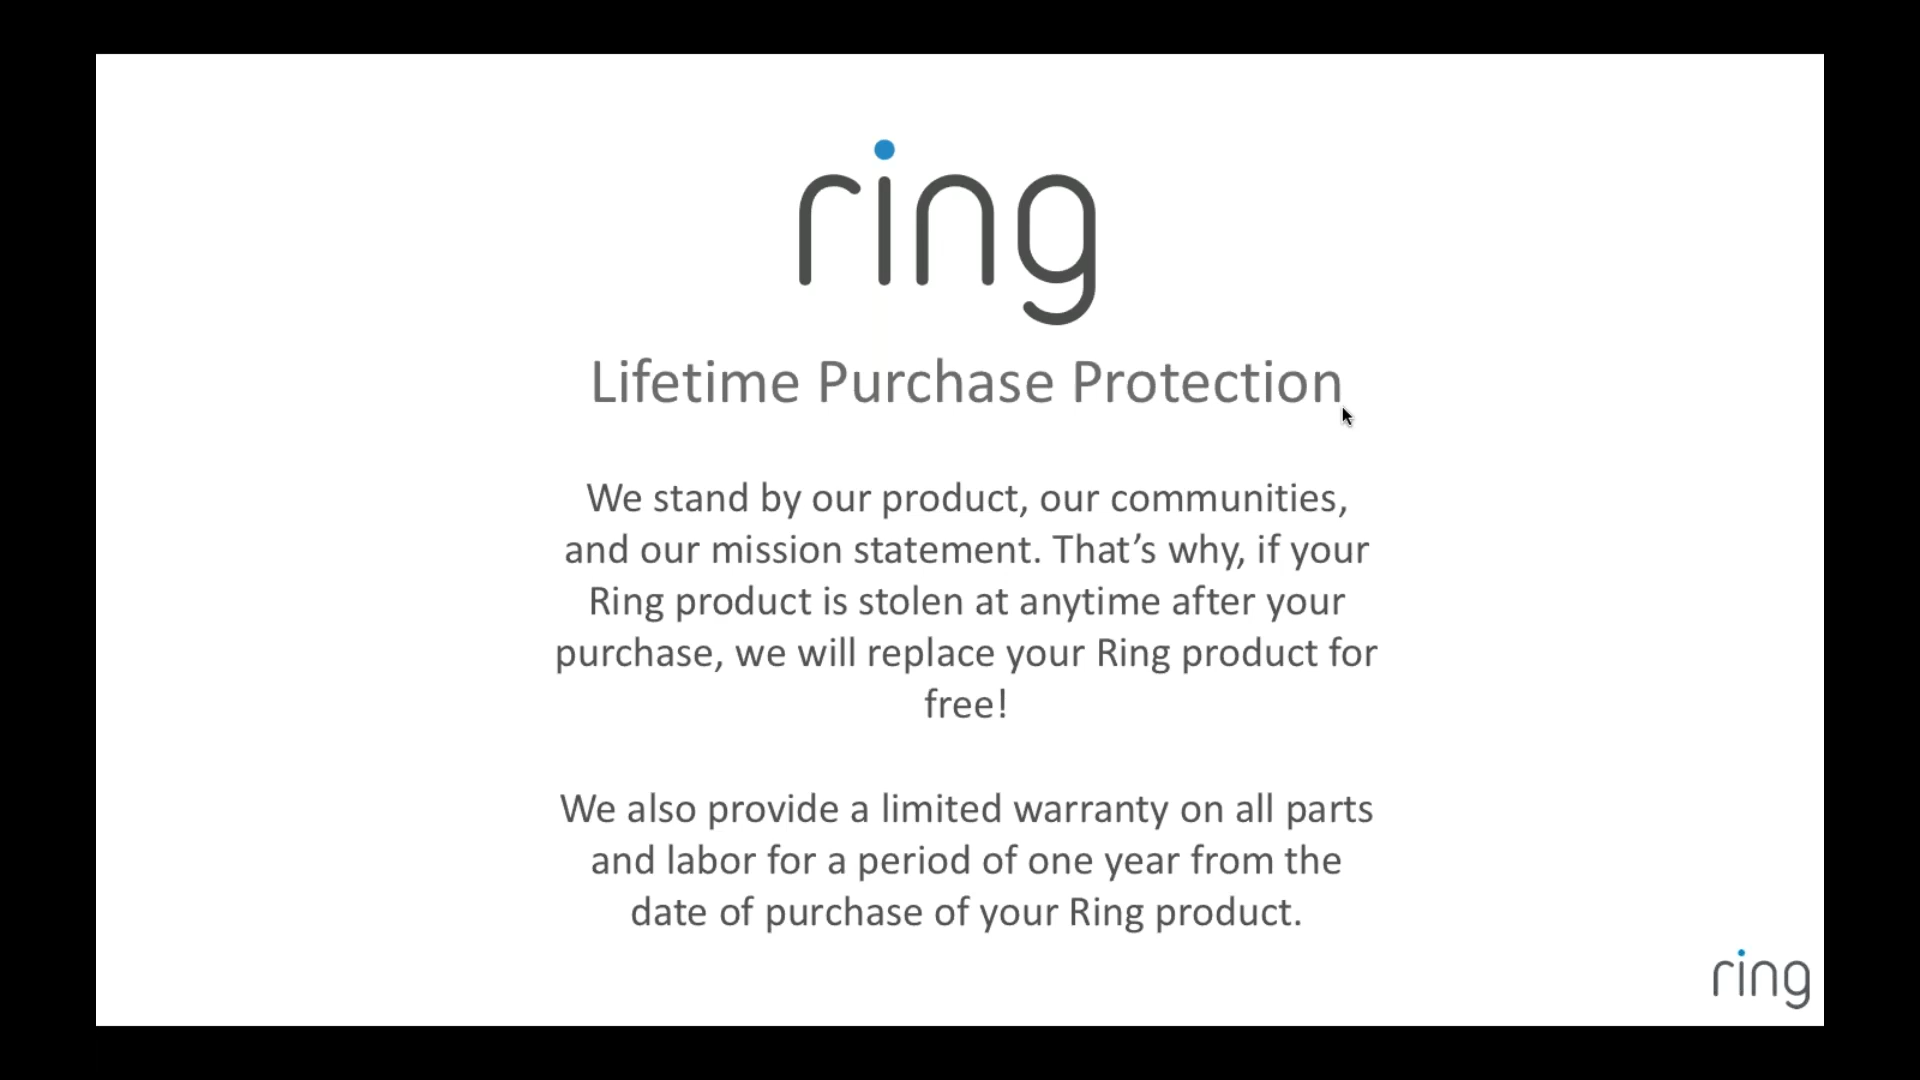 ring
Lifetime Purchase Protection
We stand by our product, our communities,
and our mission statement. That’s why, if your
Ring product is stolen at anytime after your
purchase, we will replace your Ring product for
free!
We also provide a limited warranty on all parts
and labor for a period of one year from the
date of purchase of your Ring product.
ring